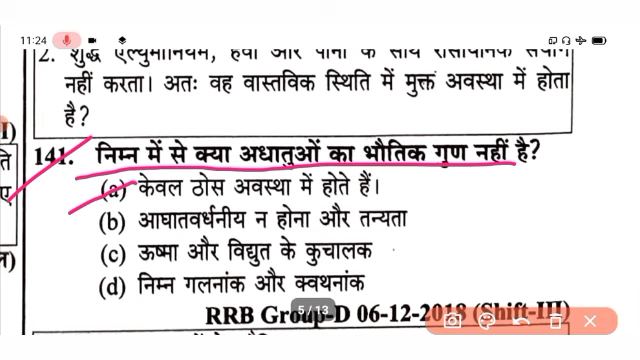 11:24
2. शुद्ध एल्युमीनियम, हवा और पानी के साथ रासायनिक संयोग
नहीं करता। अतः वह वास्तविक स्थिति में मुक्त अवस्था में होता
है?
141. निम्न में से क्या अधातुओं का भौतिक गुण नहीं है?
(a) केवल ठोस अवस्था में होते हैं।
(b) आघातवर्धनीय न होना और तन्यता
(c) ऊष्मा और विद्युत के कुचालक
(d) निम्न गलनांक और क्वथनांक
5 / 13
RRB Group-D 06-12-2018 (Shift-III)